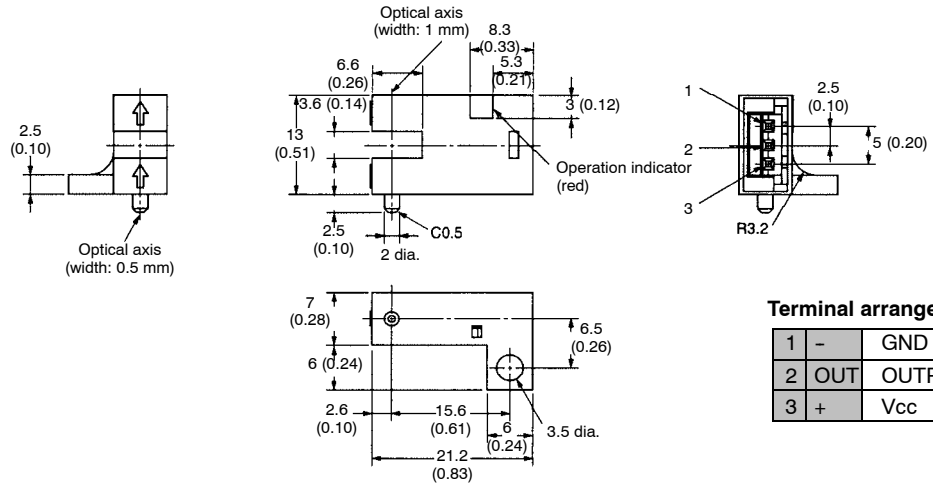 Optical axis
(width: 1 mm)
8.3
(0.33)
6.6
(0.26)
5.3
(0.21)
3.6 (0.14)
3 (0.12)
13
(0.51)
2.5
(0.10)
Operation indicator
(red)
2.5
(0.10)
C0.5
2 dia.
Optical axis
(width: 0.5 mm)
1
2
3
2.5
(0.10)
5 (0.20)
R3.2
7
(0.28)
6 (0.24)
6.5
(0.26)
2.6
(0.10)
15.6
(0.61)
6
(0.24)
3.5 dia.
21.2
(0.83)
Terminal
1 - GND
2 OUT
3 + Vcc